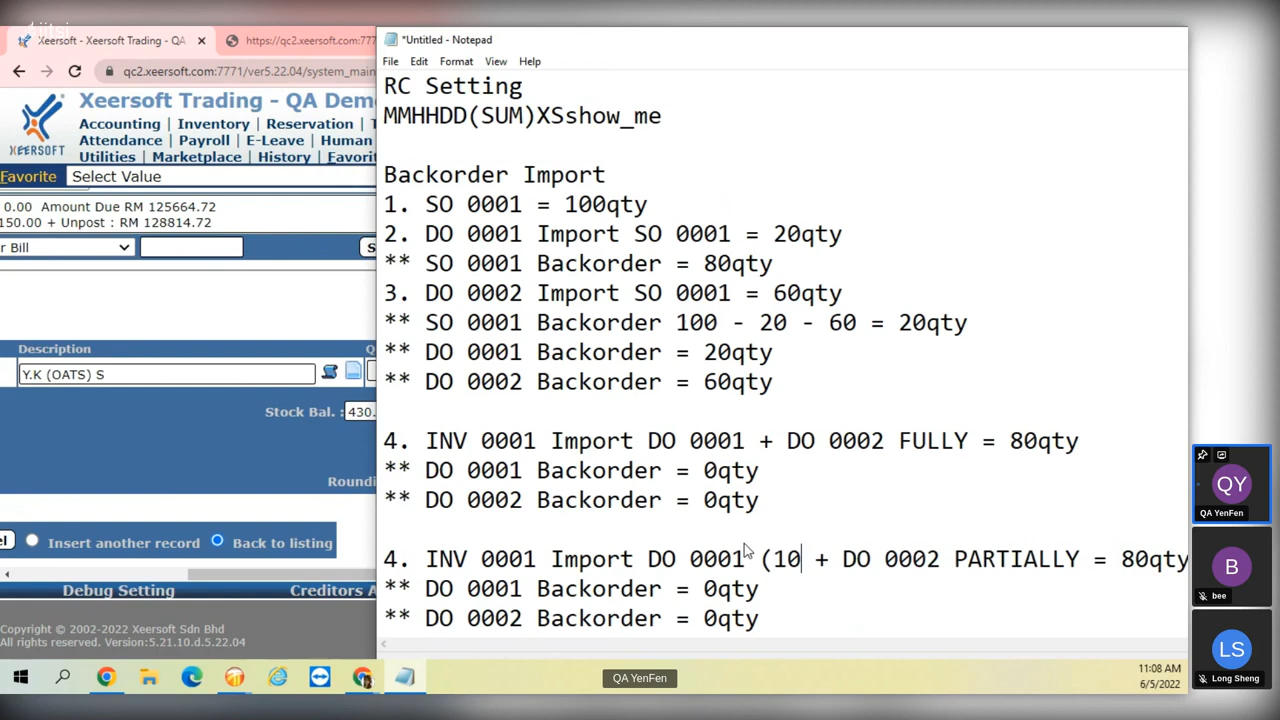 jitsi
Xeersoft - Xeersoft Trading - QA
https://qc2.xeersoft.com:777
qc2.xeersoft.com:7771/ver5.22.04/system_main
Xeersoft Trading - QA Dem
Accounting | Inventory | Reservation | T
Attendance | Payroll | E-Leave | Human
Utilities | Marketplace | History | Favorit
XEERSOFT
Favorite Select Value
0.00 Amount Due RM 125664.72
150.00 + Unpost : RM 128814.72
r Bill
S
Description Q
Y.K (OATS) S
Stock Bal. : 430.
Roundi
el Insert another record Back to listing
Debug Setting Creditors A
Copyright © 2002-2022 Xeersoft Sdn Bhd
All rights reserved. Version:5.21.10.d.5.22.04
*Untitled - Notepad
File Edit Format View Help
RC Setting
MMHHDD(SUM)XSshow_me
Backorder Import
1. SO 0001 = 100qty
2. DO 0001 Import SO 0001 = 20qty
** SO 0001 Backorder = 80qty
3. DO 0002 Import SO 0001 = 60qty
** SO 0001 Backorder 100 - 20 - 60 = 20qty
** DO 0001 Backorder = 20qty
** DO 0002 Backorder = 60qty
4. INV 0001 Import DO 0001 + DO 0002 FULLY = 80qty
** DO 0001 Backorder = 0qty
** DO 0002 Backorder = 0qty
4. INV 0001 Import DO 0001 (10 + DO 0002 PARTIALLY = 80qty
** DO 0001 Backorder = 0qty
** DO 0002 Backorder = 0qty
QY
QA YenFen
B
bee
LS
Long Sheng
QA YenFen
11:08 AM
6/5/2022